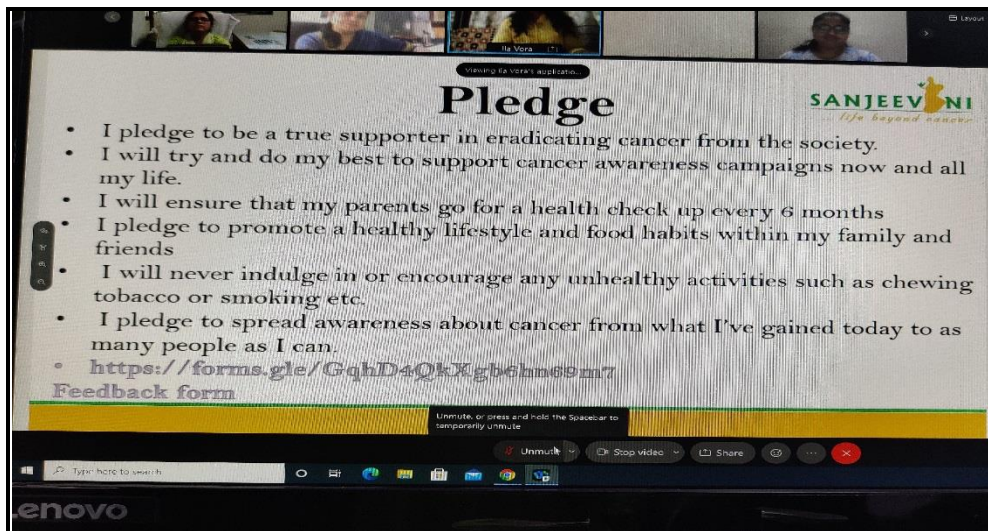 Layout
Ila Vora
Viewing Ila Vora's applicatio...
Pledge
SANJEEVANI
...life beyond cancer
• I pledge to be a true supporter in eradicating cancer from the society.
• I will try and do my best to support cancer awareness campaigns now and all
my life.
• I will ensure that my parents go for a health check up every 6 months
• I pledge to promote a healthy lifestyle and food habits within my family and
friends
• I will never indulge in or encourage any unhealthy activities such as chewing
tobacco or smoking etc.
• I pledge to spread awareness about cancer from what I've gained today to as
many people as I can.
• https://forms.gle/GqhD4QkXgb6hn69m7
Feedback form
Unmute, or press and hold the Spacebar to
temporarily unmute
Unmute Stop video Share
Type here to search
enovo